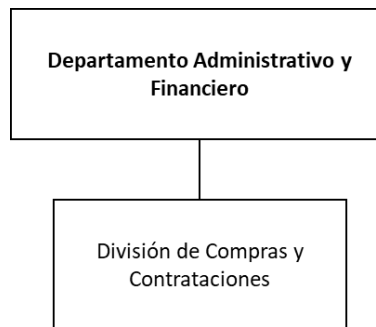 Departamento Administrativo y
Financiero
División de Compras y
Contrataciones